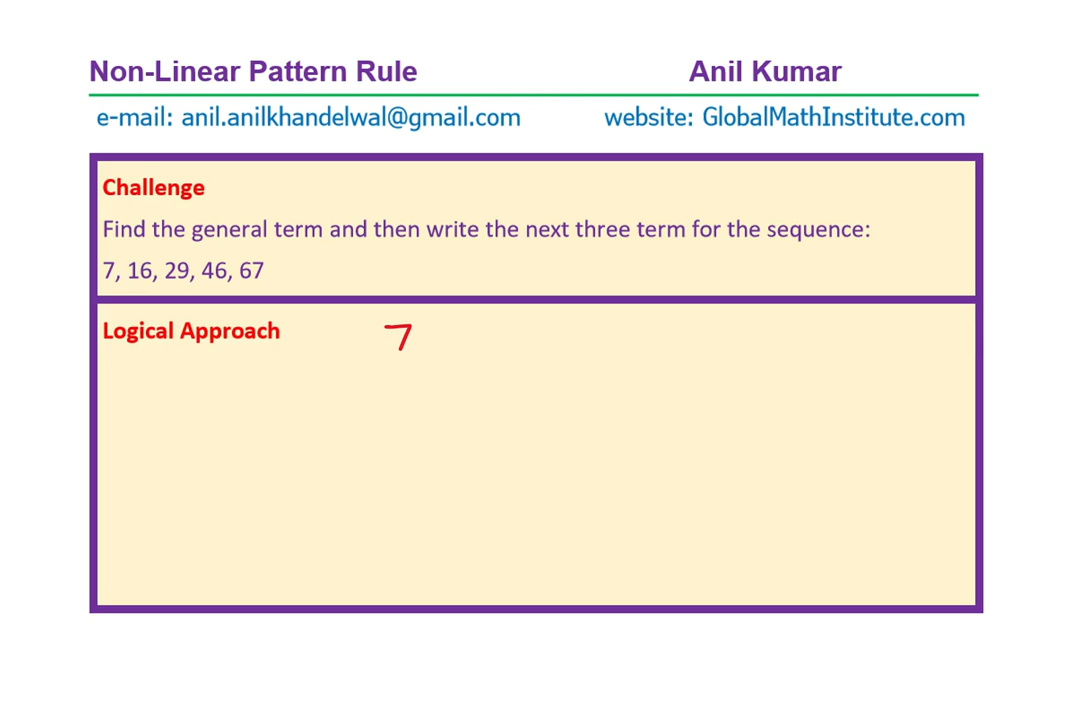 Non-Linear Pattern Rule Anil Kumar
e-mail: anil.anilkhandelwal@gmail.com website: GlobalMathInstitute.com
Challenge
Find the general term and then write the next three term for the sequence:
7, 16, 29, 46, 67
Logical Approach 7